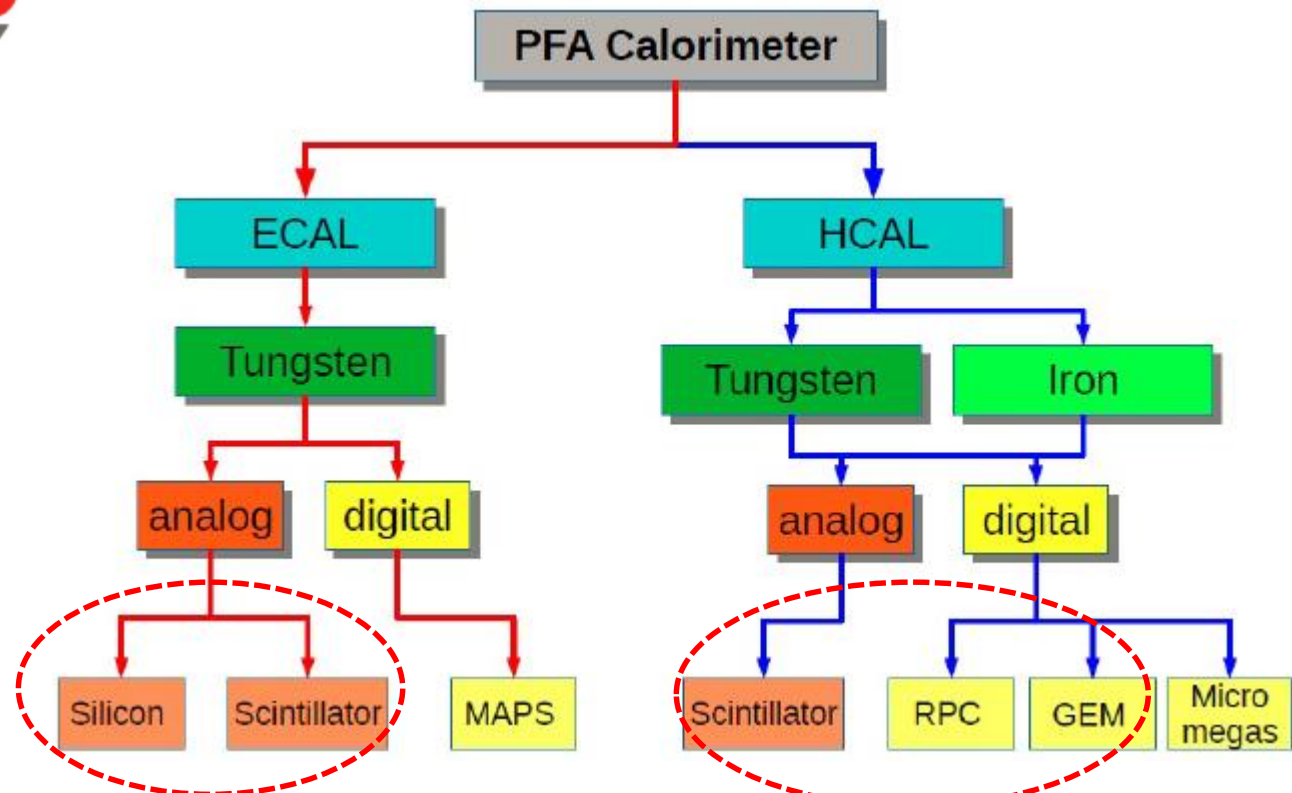 PFA Calorimeter
ECAL
HCAL
Tungsten
Tungsten
Iron
analog
digital
analog
digital
Silicon
Scintillator
MAPS
Scintillator
RPC
GEM
Micro
megas